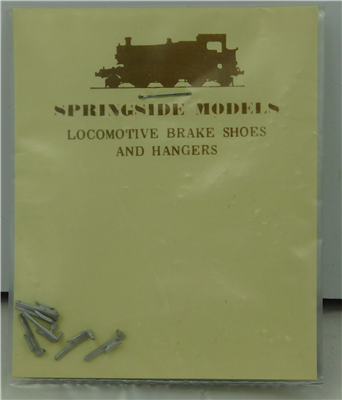 SPRINGSIDE MODELS
LOCOMOTIVE BRAKE SHOES
AND HANGERS